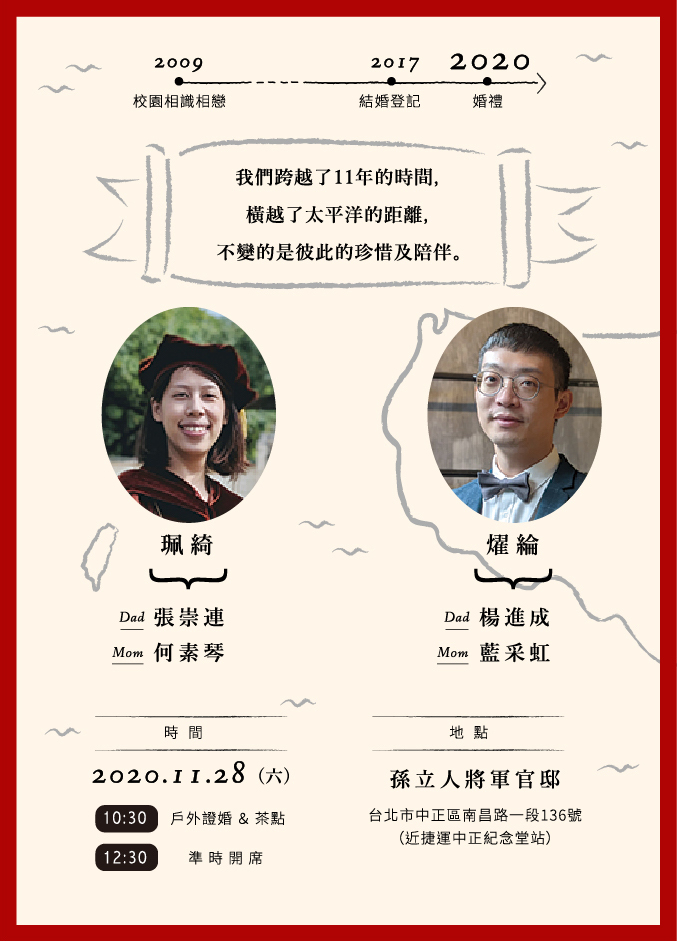 2009
2017
2020
校園相識相戀
結婚登記
婚禮
我們跨越了11年的時間,
橫越了太平洋的距離,
不變的是彼此的珍惜及陪伴。
珮綺
Dad 張崇連
Mom 何素琴
燿綸
Dad 楊進成
Mom 藍采虹
時間
2020.11.28（六）
10:30 戶外證婚 & 茶點
12:30 準時開席
地點
孫立人將軍官邸
台北市中正區南昌路一段136號
（近捷運中正紀念堂站）